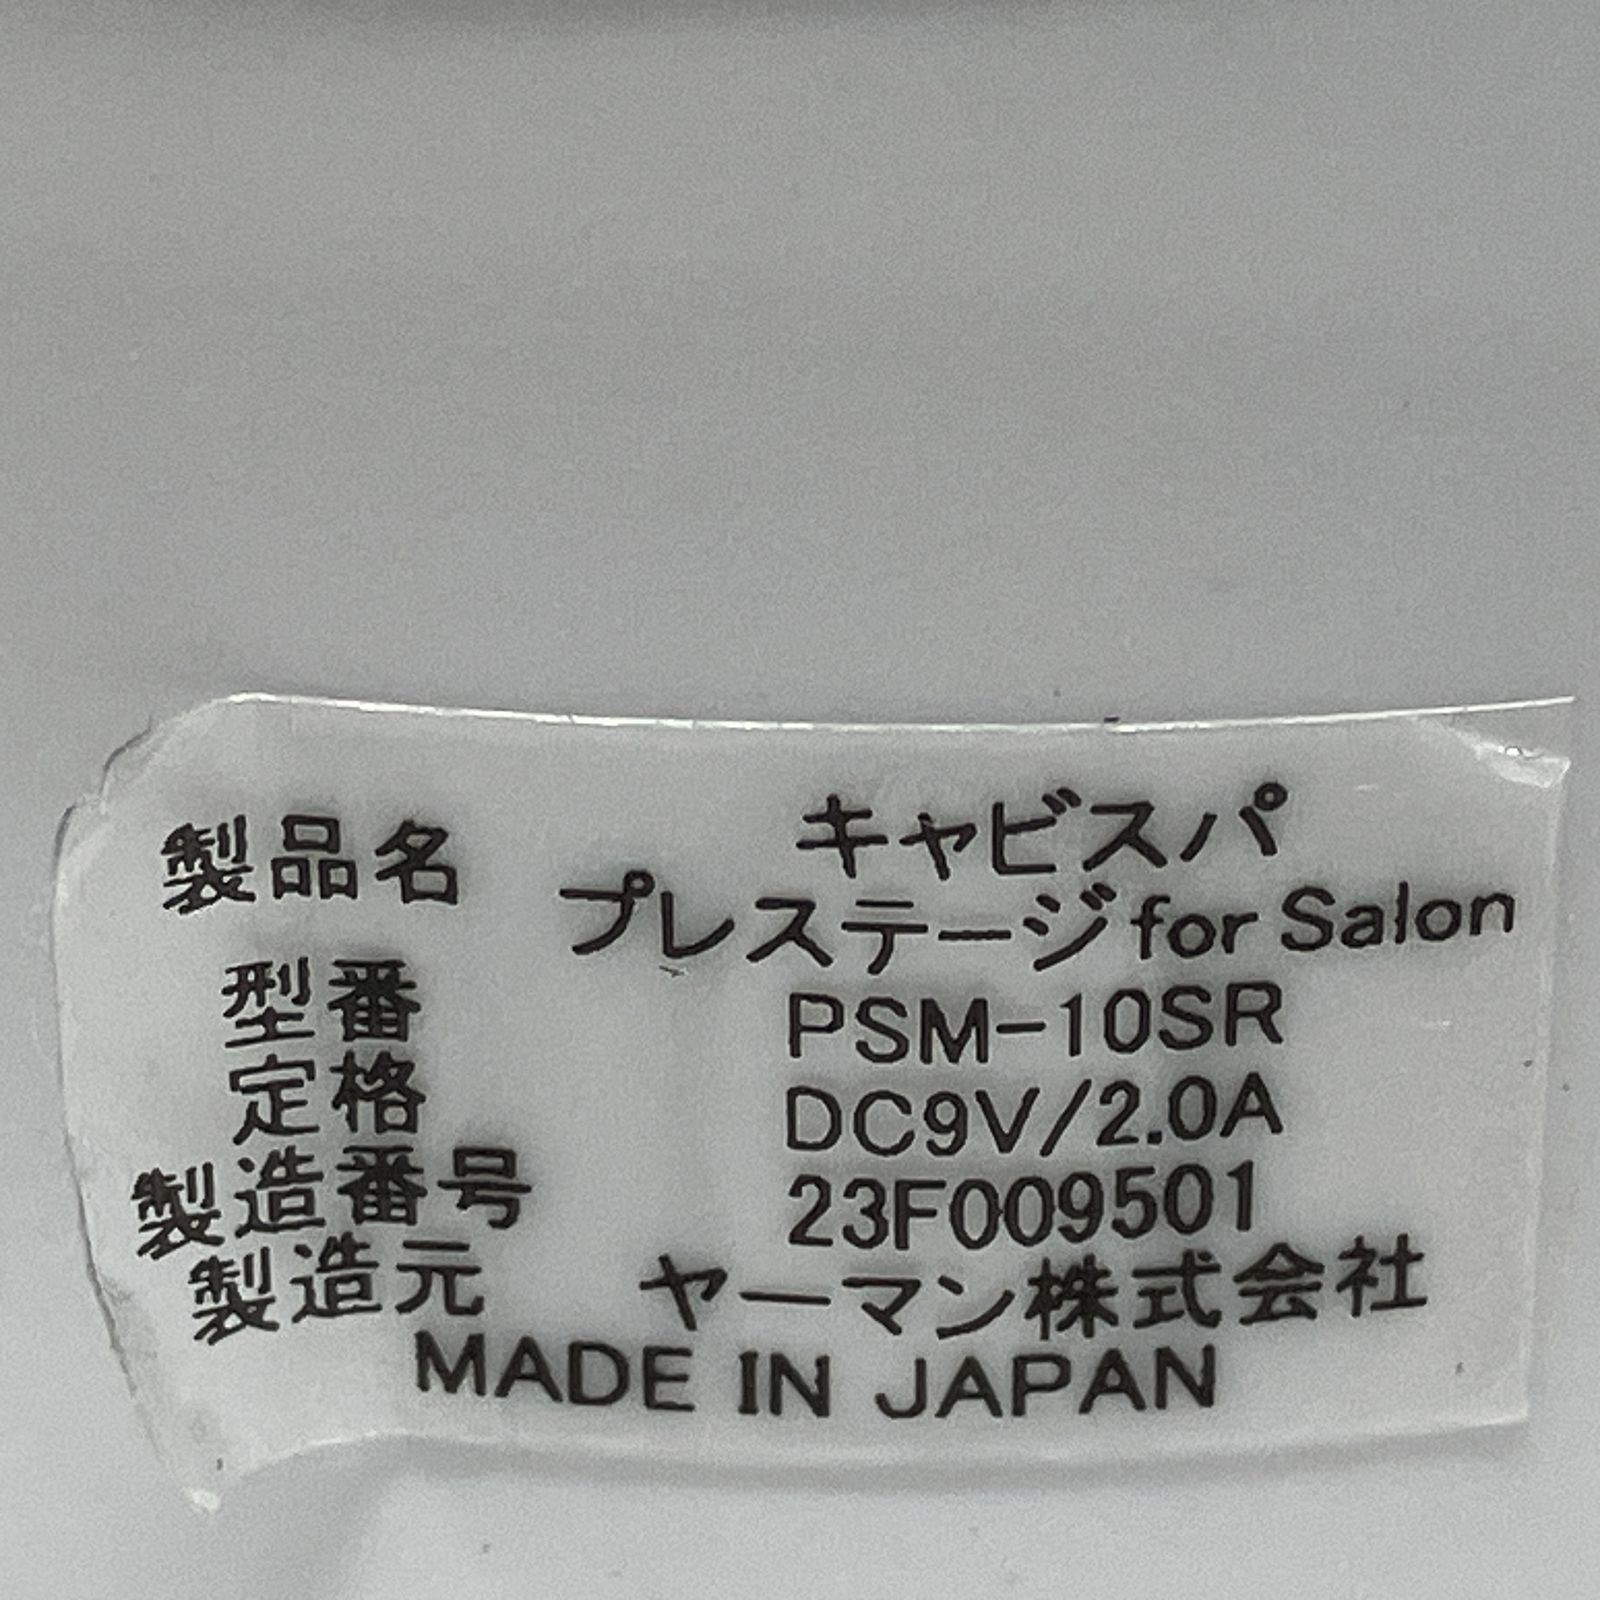 製品名 キャビスパ
プレステージ for Salon
型番 PSM-10SR
定格 DC9V/2.0A
製造番号 23F009501
製造元 ヤーマン株式会社
MADE IN JAPAN